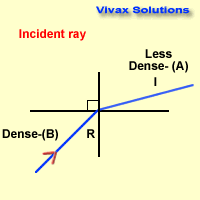 Vivax Solutions
Incident ray
Less
Dense- (A)
I
Dense-(B)
R